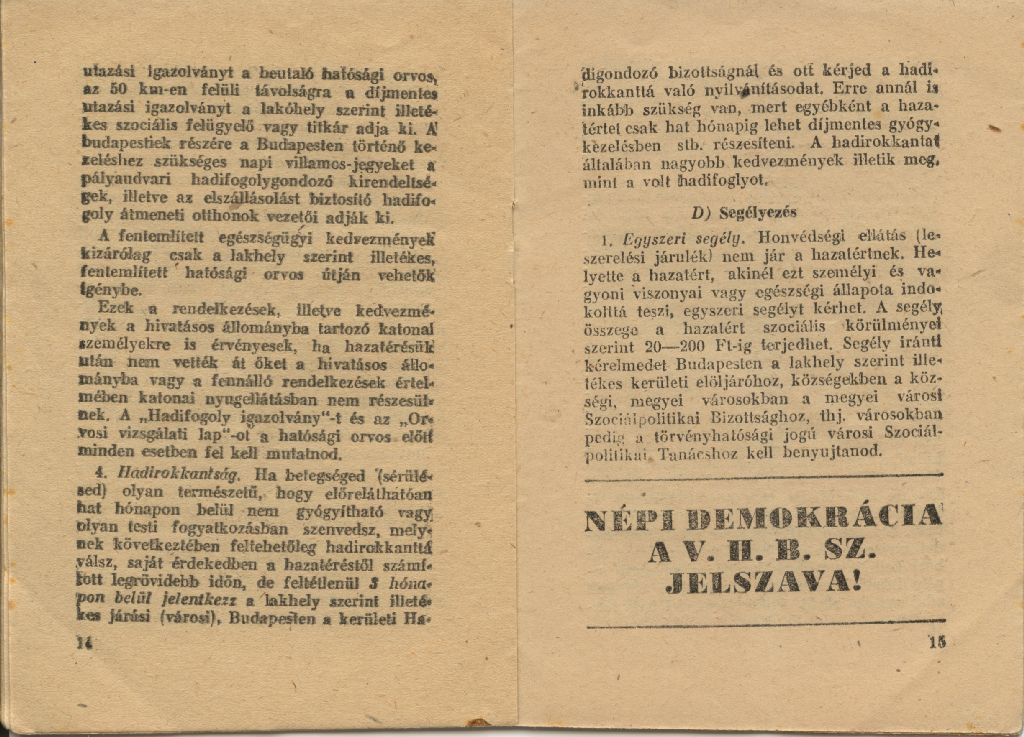 utazási igazolványt a beutaló hatósági orvos,
az 50 km-en felüli távolságra a díjmentes
utazási igazolványt a lakóhely szerint illeté-
kes szociális felügyelő vagy titkár adja ki. A
budapestiek részére a Budapesten történő ke-
zeléshez szükséges napi villamos-jegyeket a
pályaudvari hadifogolygondozó kirendeltsé-
gek, illetve az elszállásolást biztosító hadifo-
goly átmeneti otthonok vezetői adják ki.
A fentemlített egészségügyi kedvezmények
kizárólag csak a lakhely szerint illetékes,
fentemlített hatósági orvos útján vehetők
igénybe.
Ezek a rendelkezések, illetve kedvezmé-
nyek a hivatásos állományba tartozó katonai
személyekre is érvényesek, ha hazatérésük
után nem vették át őket a hivatásos állo-
mányba vagy a fennálló rendelkezések értel-
mében katonai nyugellátásban nem részesül-
nek. A „Hadifogoly igazolvány"-t és az „Or-
vosi vizsgálati lap"-ot a hatósági orvos előtt
minden esetben fel kell mutatnod.
4. Hadirokkantság. Ha betegséged (sérülé-
sed) olyan természetű, hogy előreláthatóan
hat hónapon belül nem gyógyítható vagy
olyan testi fogyatkozásban szenvedsz, mely-
nek következtében feltehetőleg hadirokkanttá
válsz, saját érdekedben a hazatéréstől számí-
tott legrövidebb időn, de feltétlenül 3 hóna-
pon belül jelentkezz a lakhely szerint illeté-
kes járási (városi), Budapesten a kerületi Ha-
14
digondozó bizottságnál és ott kérjed a hadi-
rokkanttá való nyilvánításodat. Erre annál is
inkább szükség van, mert egyébként a haza-
tértet csak hat hónapig lehet díjmentes gyógy-
kezelésben stb. részesíteni. A hadirokkantat
általában nagyobb kedvezmények illetik meg,
mint a volt hadifoglyot.
D) Segélyezés
1. Egyszeri segély. Honvédségi ellátás (le-
szerelési járulék) nem jár a hazatértnek. He-
lyette a hazatért, akinél ezt személyi és va-
gyoni viszonyai vagy egészségi állapota indo-
kolttá teszi, egyszeri segélyt kérhet. A segély
összege a hazatért szociális körülményei
szerint 20—200 Ft-ig terjedhet. Segély iránti
kérelmedet Budapesten a lakhely szerint ille-
tékes kerületi elöljáróhoz, községekben a köz-
ségi, megyei városokban a megyei városi
Szociálpolitikai Bizottsághoz, thj. városokban
pedig a törvényhatósági jogú városi Szociál-
politikai Tanácshoz kell benyujtanod.
NÉPI DEMOKRÁCIA
A V. H. B. SZ.
JELSZAVA!
15